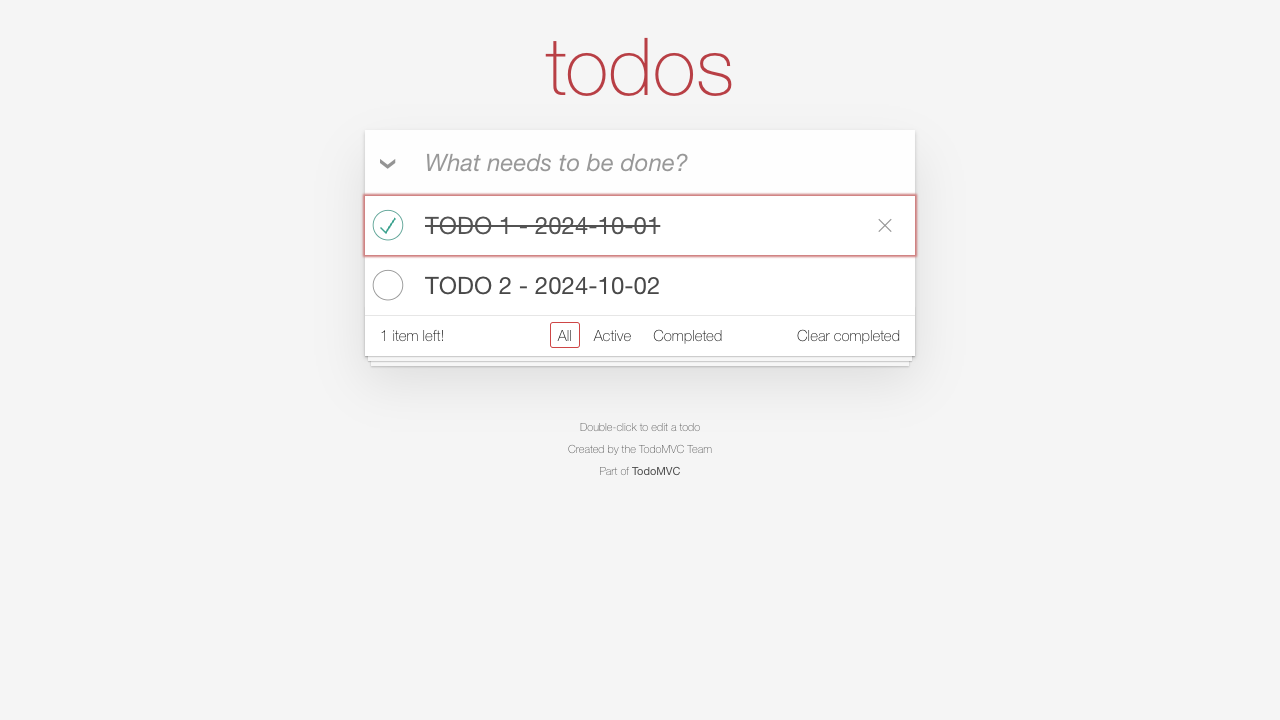 todos
What needs to be done?
TODO 1 - 2024-10-01
TODO 2 - 2024-10-02
1 item left! All Active Completed Clear completed
Double-click to edit a todo
Created by the TodoMVC Team
Part of TodoMVC